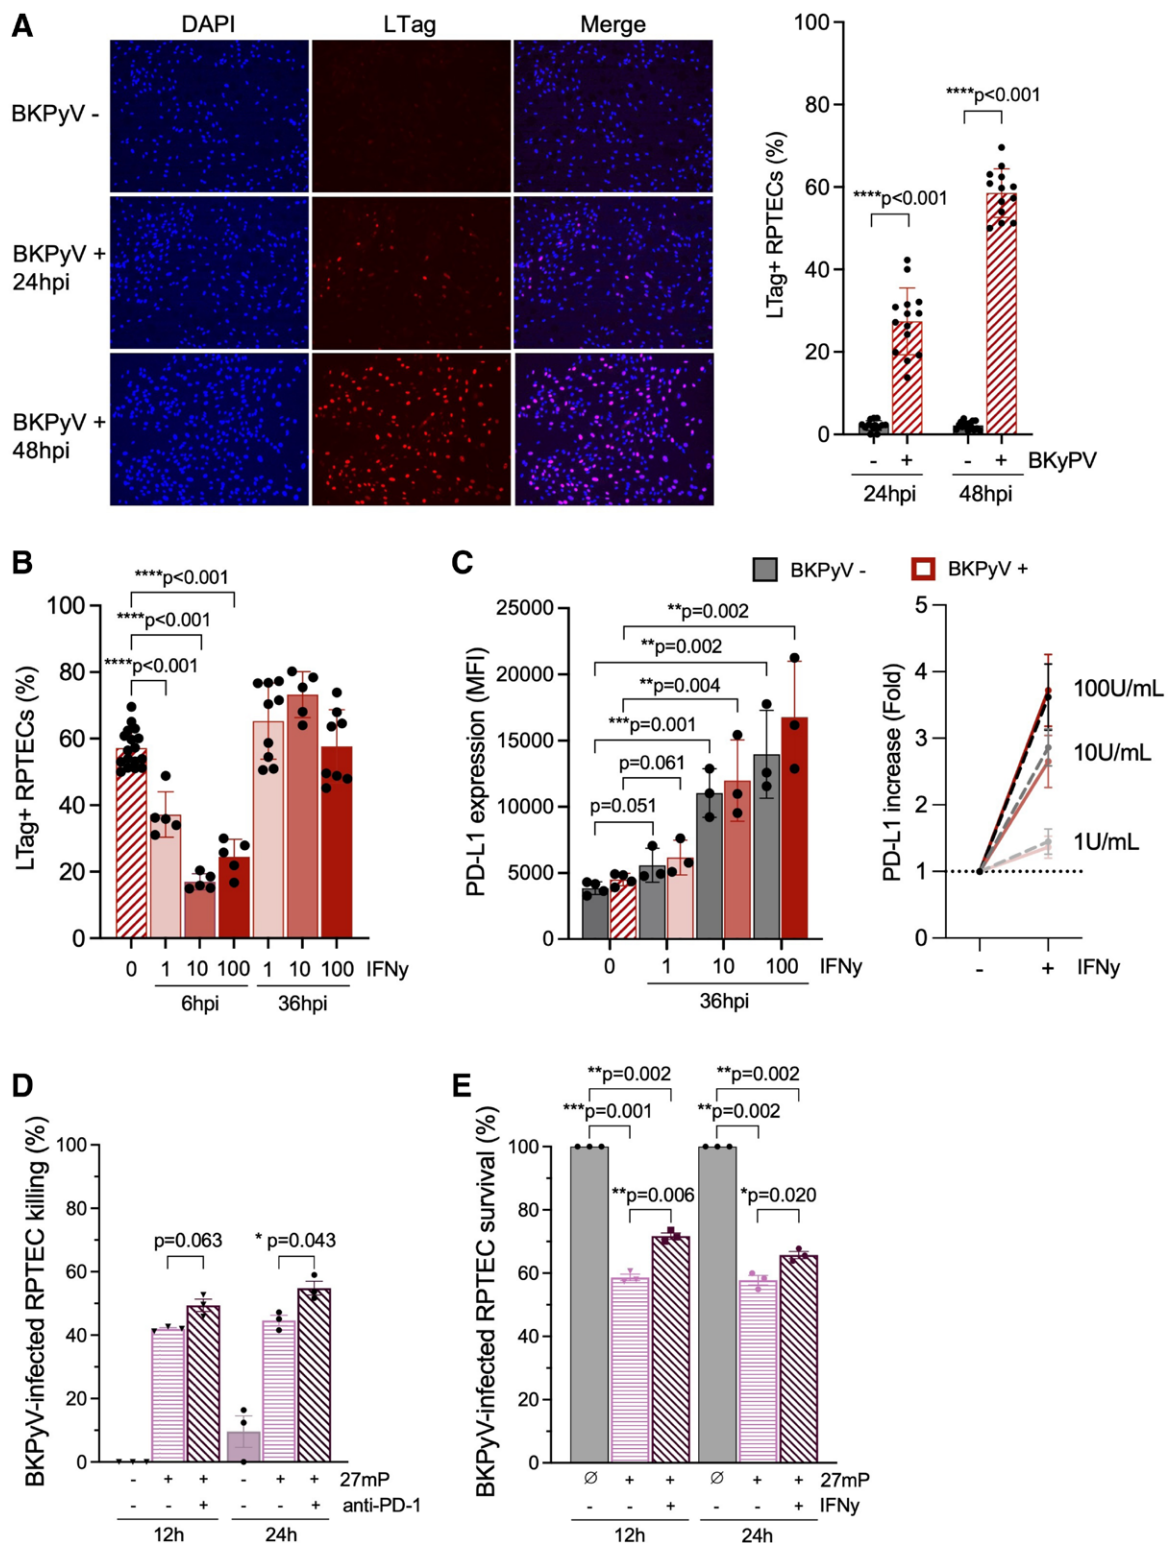 A
DAPI LTag Merge
BKPyV -
BKPyV +
24hpi
BKPyV +
48hpi
LTag+ RPTECs (%)
100
80
60
40
20
0
****p<0.001
****p<0.001
- + - + BKyPV
24hpi 48hpi
B
LTag+ RPTECs (%)
100
80
60
40
20
0
****p<0.001
****p<0.001
****p<0.001
0 1 10 100 1 10 100 IFNy
6hpi 36hpi
C
BKPyV - BKPyV +
PD-L1 expression (MFI)
25000
20000
15000
10000
5000
0
**p=0.002
**p=0.002
**p=0.004
***p=0.001
p=0.061
p=0.051
0 1 10 100 IFNy
36hpi
PD-L1 increase (Fold)
5
4
3
2
1
0
100U/mL
10U/mL
1U/mL
- + IFNy
D
BKPyV-infected RPTEC killing (%)
100
80
60
40
20
0
p=0.063
* p=0.043
- + + - + + 27mP
- - + - - + anti-PD-1
12h 24h
E
BKPyV-infected RPTEC survival (%)
100
80
60
40
20
0
**p=0.002 **p=0.002
***p=0.001 **p=0.002
**p=0.006 *p=0.020
∅ + + ∅ + + 27mP
- - + - - + IFNy
12h 24h